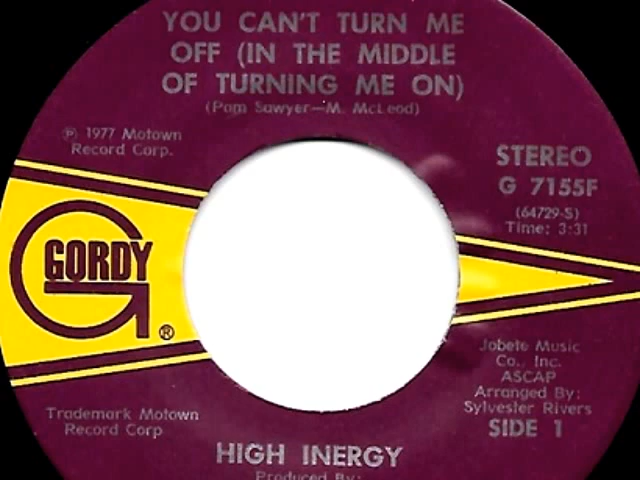 YOU CAN'T TURN ME
OFF (IN THE MIDDLE
OF TURNING ME ON)
(Pam Sawyer—M. McLeod)
℗ 1977 Motown
Record Corp.
STEREO
G 7155F
(64729-S)
Time: 3:31
GORDY
®
Jobete Music
Co., Inc.
ASCAP
Arranged By:
Sylvester Rivers
SIDE 1
Trademark Motown
Record Corp
HIGH INERGY
Produced By: